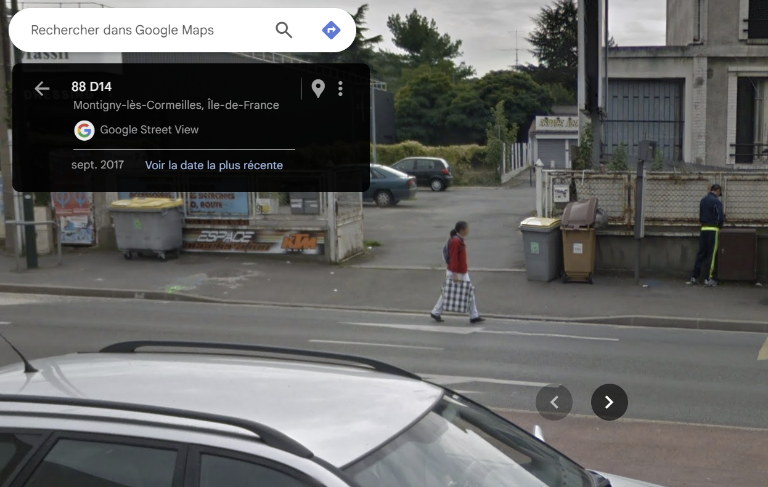 Rechercher dans Google Maps
88 D14
Montigny-lès-Cormeilles, Île-de-France
Google Street View
sept. 2017
Voir la date la plus récente
ESPACE
KTM